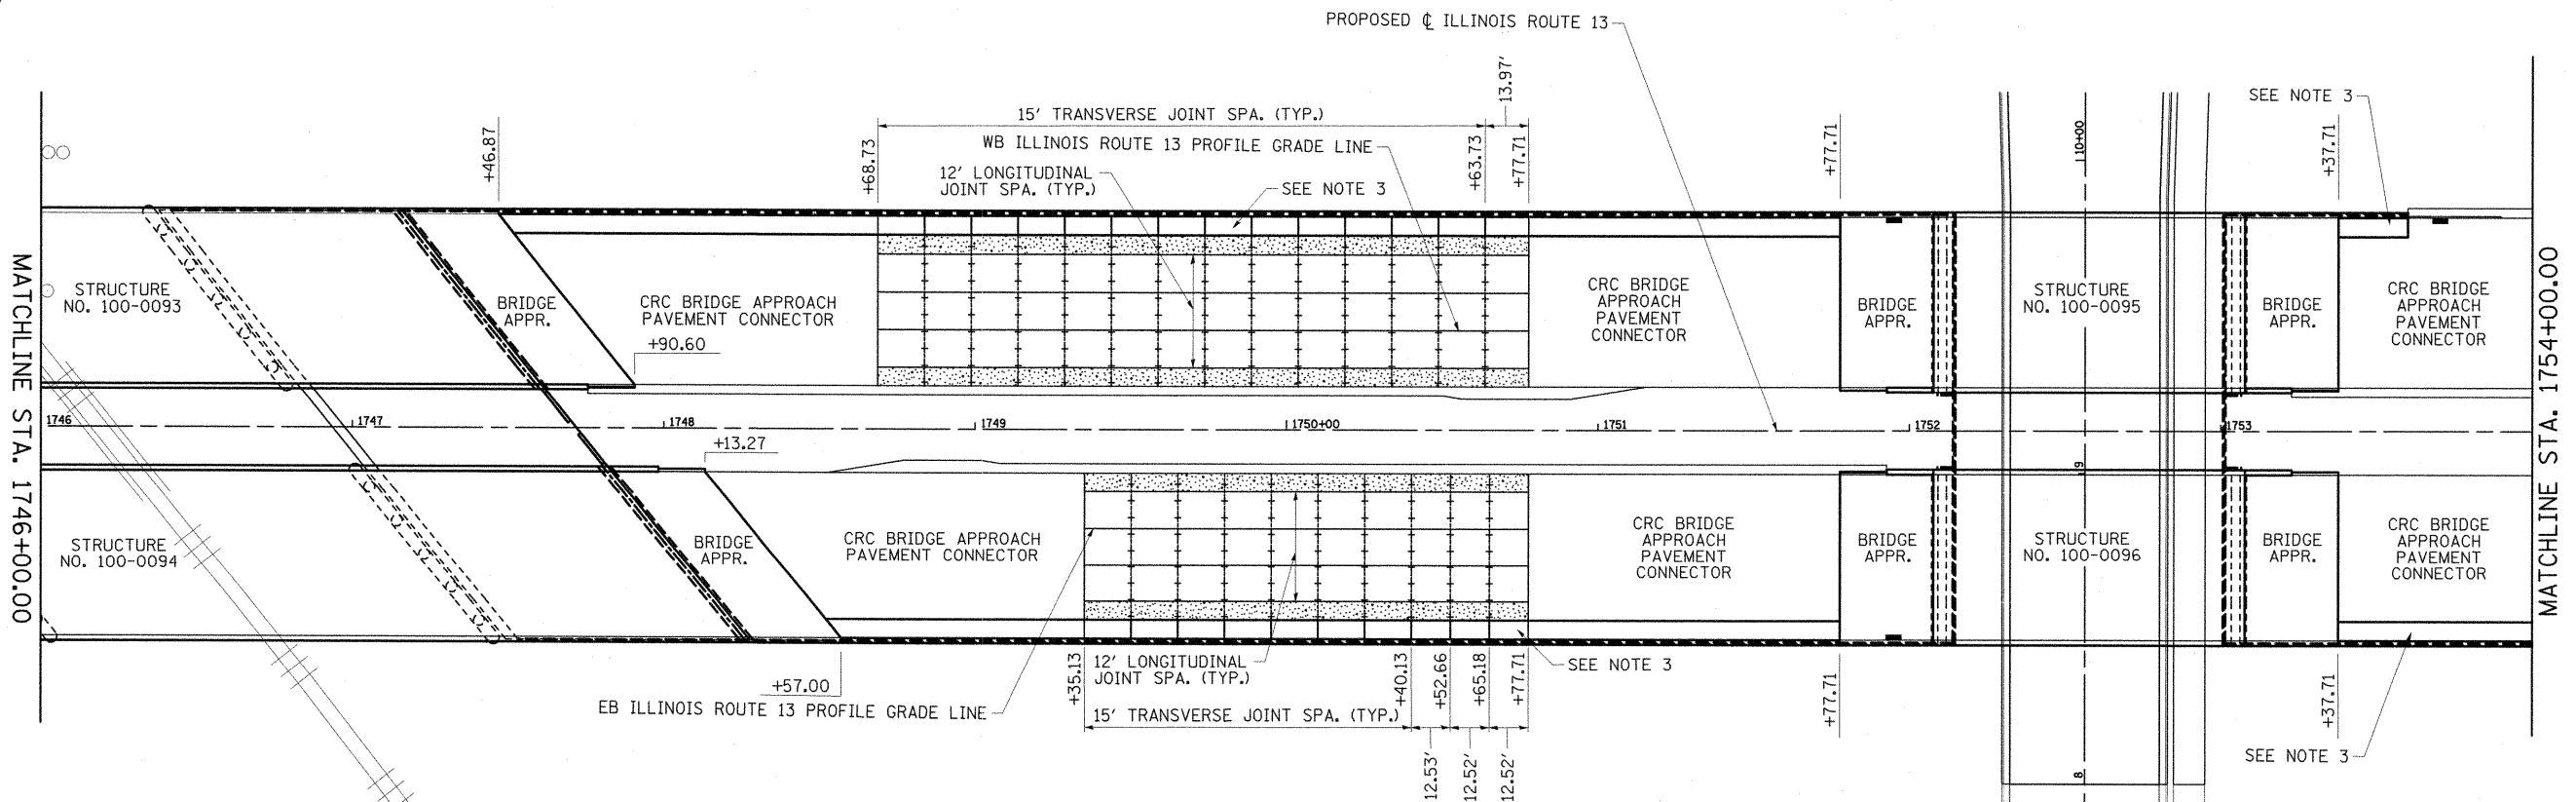 PROPOSED ℄ ILLINOIS ROUTE 13
13.97'
SEE NOTE 3
15' TRANSVERSE JOINT SPA. (TYP.)
WB ILLINOIS ROUTE 13 PROFILE GRADE LINE
12' LONGITUDINAL
JOINT SPA. (TYP.)
SEE NOTE 3
+46.87
+68.73
+63.73
+77.71
+77.71
10+00
+37.71
MATCHLINE STA. 1746+00.00
STRUCTURE
NO. 100-0093
BRIDGE
APPR.
CRC BRIDGE APPROACH
PAVEMENT CONNECTOR
+90.60
CRC BRIDGE
APPROACH
PAVEMENT
CONNECTOR
BRIDGE
APPR.
STRUCTURE
NO. 100-0095
BRIDGE
APPR.
CRC BRIDGE
APPROACH
PAVEMENT
CONNECTOR
MATCHLINE STA. 1754+00.00
1746
1747
1748
1749
1750+00
1751
1752
1753
+13.27
9
STRUCTURE
NO. 100-0094
BRIDGE
APPR.
CRC BRIDGE APPROACH
PAVEMENT CONNECTOR
CRC BRIDGE
APPROACH
PAVEMENT
CONNECTOR
BRIDGE
APPR.
STRUCTURE
NO. 100-0096
BRIDGE
APPR.
CRC BRIDGE
APPROACH
PAVEMENT
CONNECTOR
+57.00
EB ILLINOIS ROUTE 13 PROFILE GRADE LINE
+35.13
12' LONGITUDINAL
JOINT SPA. (TYP.)
+40.13
+52.66
+65.18
+77.71
SEE NOTE 3
+77.71
+37.71
15' TRANSVERSE JOINT SPA. (TYP.)
12.53'
12.52'
12.52'
8
SEE NOTE 3